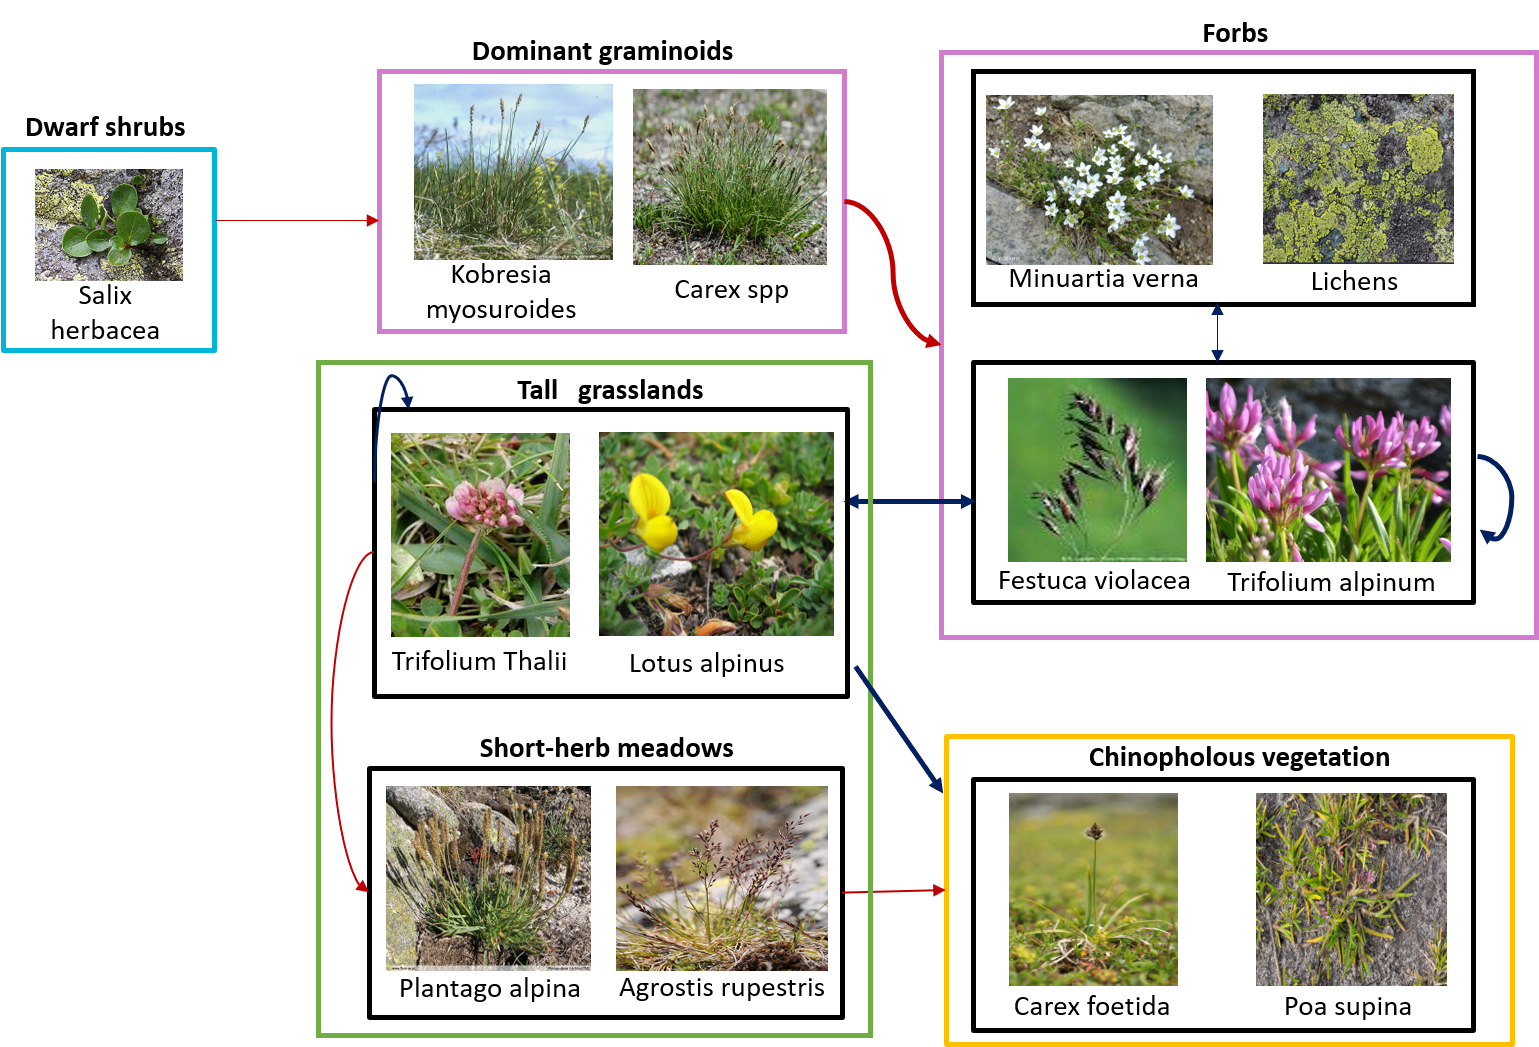 Forbs
Dominant graminoids
Dwarf shrubs
Kobresia
myosuroides
Carex spp
Minuartia verna
Lichens
Salix
herbacea
Tall grasslands
Festuca violacea
Trifolium alpinum
Trifolium Thalii
Lotus alpinus
Short-herb meadows
Chinopholous vegetation
Plantago alpina
Agrostis rupestris
Carex foetida
Poa supina